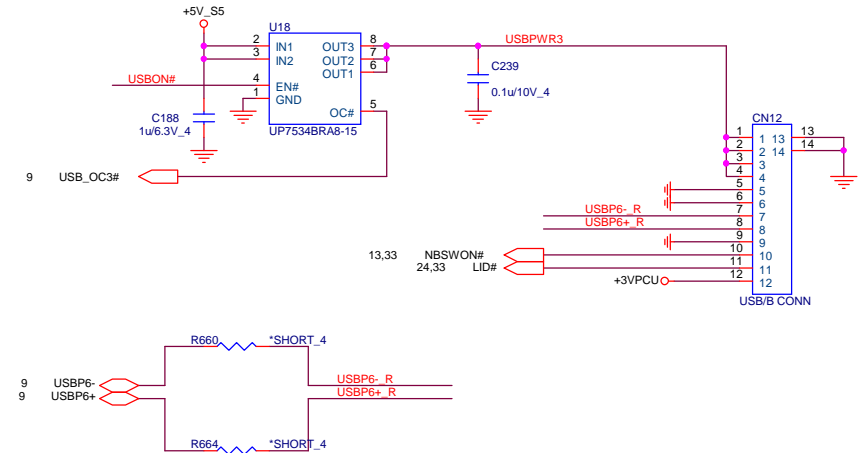 +5V_S5
U18
2 IN1 OUT3 8 USBPWR3
3 IN2 OUT2 7
OUT1 6
USBON# 4 EN#
1 GND
OC# 5
UP7534BRA8-15
C188
1u/6.3V_4
C239
0.1u/10V_4
9 USB_OC3#
CN12
1 1 13 13
2 2 14 14
3 3
4 4
5 5
6 6
USBP6-_R 7 7
USBP6+_R 8 8
9 9
13,33 NBSWON# 10 10
24,33 LID# 11 11
+3VPCU 12 12
USB/B CONN
R660 *SHORT_4
9 USBP6- USBP6-_R
9 USBP6+ USBP6+_R
R664 *SHORT_4